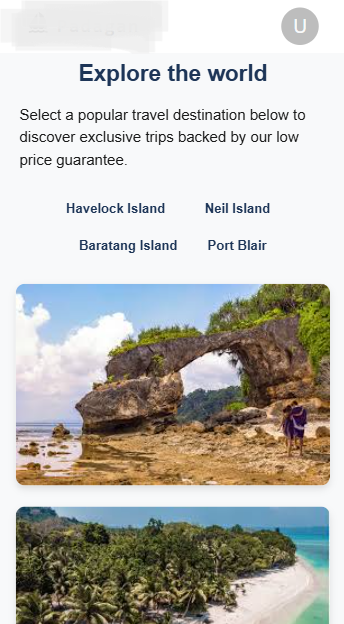 U
Explore the world
Select a popular travel destination below to
discover exclusive trips backed by our low
price guarantee.
Havelock Island Neil Island
Baratang Island Port Blair